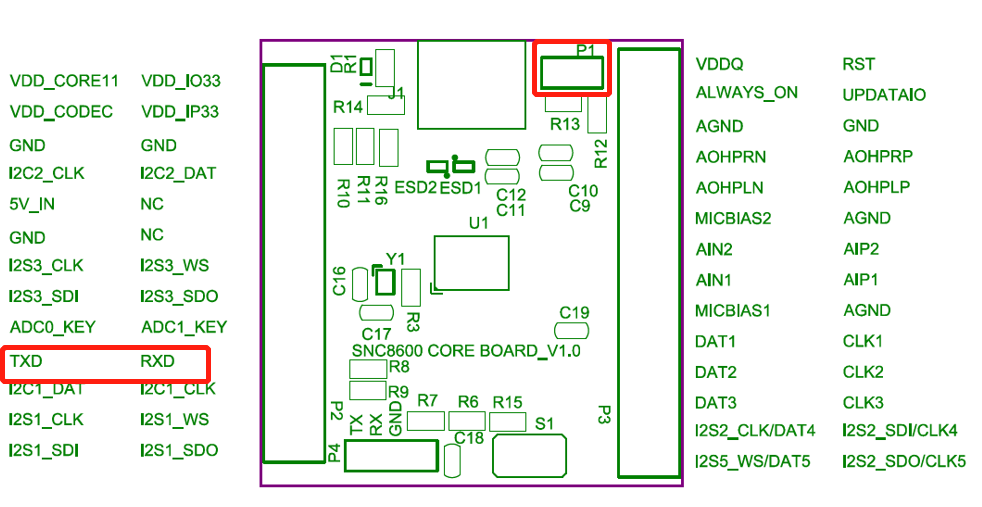 VDD_CORE11 VDD_IO33
VDD_CODEC VDD_IP33
GND GND
I2C2_CLK I2C2_DAT
5V_IN NC
GND NC
I2S3_CLK I2S3_WS
I2S3_SDI I2S3_SDO
ADC0_KEY ADC1_KEY
TXD RXD
I2C1_DAT I2C1_CLK
I2S1_CLK I2S1_WS
I2S1_SDI I2S1_SDO
D1
R1
J1
R14
P1
R13
R12
R10
R11
R16
ESD2 ESD1
C12
C11
C10
C9
U1
Y1
C16
R3
C17
C19
SNC8600 CORE BOARD_V1.0
R8
R9
P2
TX
RX
GND
R7 R6 R15
P4
C18
S1
P3
VDDQ RST
ALWAYS_ON UPDATAIO
AGND GND
AOHPRN AOHPRP
AOHPLN AOHPLP
MICBIAS2 AGND
AIN2 AIP2
AIN1 AIP1
MICBIAS1 AGND
DAT1 CLK1
DAT2 CLK2
DAT3 CLK3
I2S2_CLK/DAT4 I2S2_SDI/CLK4
I2S5_WS/DAT5 I2S2_SDO/CLK5